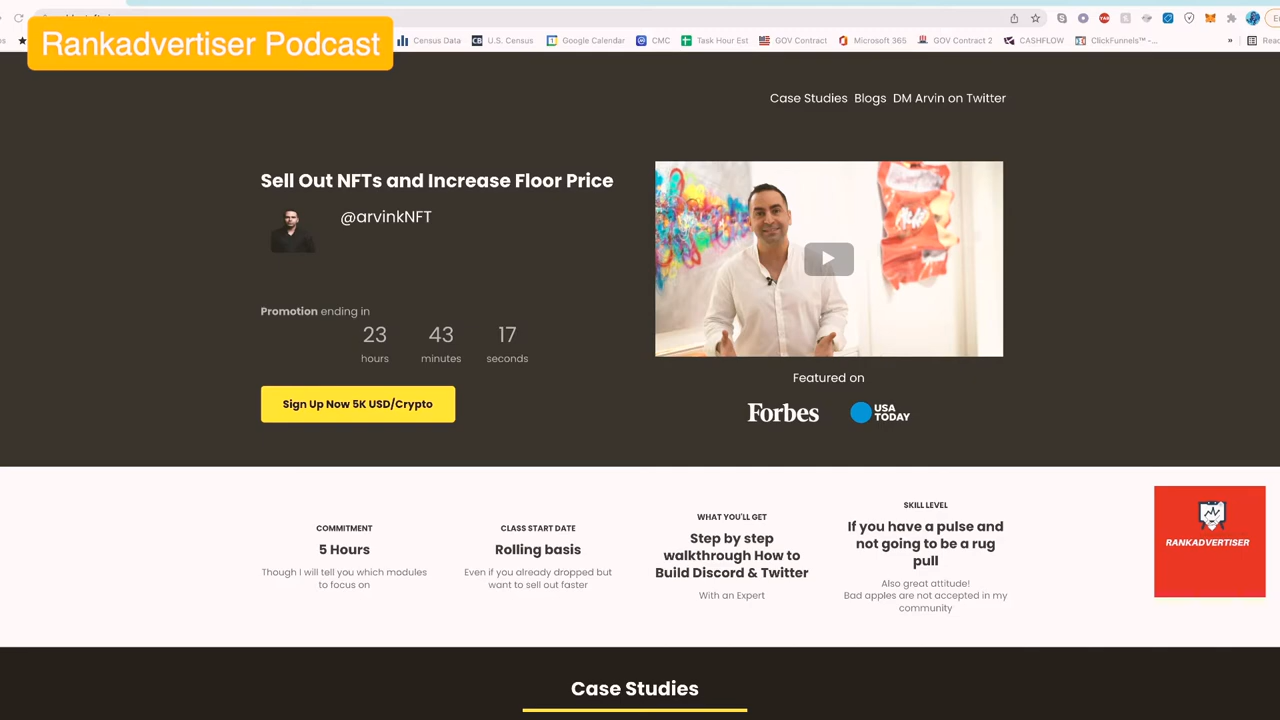 Rankadvertiser Podcast
Census Data
U.S. Census
Google Calendar
CMC
Task Hour Est
GOV Contract
Microsoft 365
GOV Contract 2
CASHFLOW
ClickFunnels™ -...
»
Case Studies Blogs DM Arvin on Twitter
Sell Out NFTs and Increase Floor Price
@arvinkNFT
Promotion ending in
23 43 17
hours minutes seconds
Sign Up Now 5K USD/Crypto
Featured on
Forbes
USA
TODAY
COMMITMENT
5 Hours
Though I will tell you which modules
to focus on
CLASS START DATE
Rolling basis
Even if you already dropped but
want to sell out faster
WHAT YOU'LL GET
Step by step
walkthrough How to
Build Discord & Twitter
With an Expert
SKILL LEVEL
If you have a pulse and
not going to be a rug
pull
Also great attitude!
Bad apples are not accepted in my
community
RANKADVERTISER
Case Studies